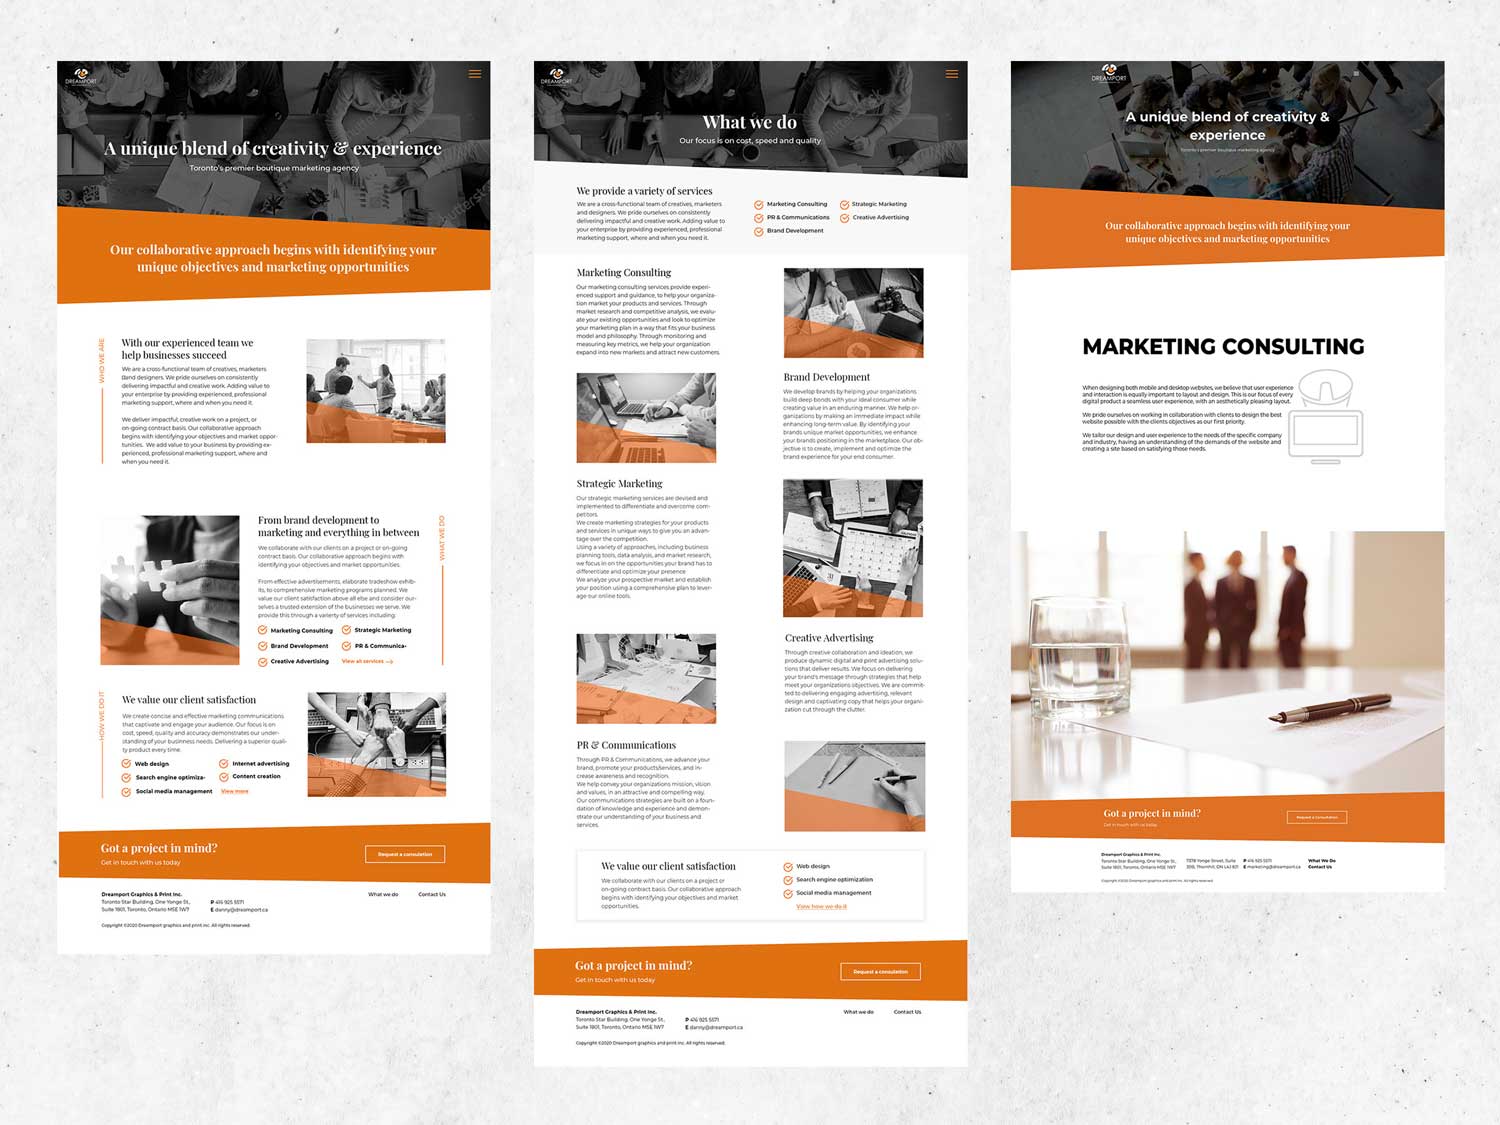 DREAMPORT
A unique blend of creativity & experience
Toronto's premier boutique marketing agency
Our collaborative approach begins with identifying your
unique objectives and marketing opportunities
WHO WE ARE
With our experienced team we
help businesses succeed
We are a cross-functional team of creatives, marketers
dand designers. We pride ourselves on consistently
delivering impactful and creative work. Adding value to
your enterprise by providing experienced, professional
marketing support, where and when you need it.
We deliver impactful, creative work on a project, or
on-going contract basis. Our collaborative approach
begins with identifying your objectives and market oppor-
tunities. We add value to your business by providing ex-
perienced, professional marketing support, where and
when you need it.
From brand development to
marketing and everything in between
WHAT WE DO
We collaborate with our clients on a project or on-going
contract basis. Our collaborative approach begins with
identifying your objectives and market opportunities.
From effective advertisements, elaborate tradeshow exhib-
its, to comprehensive marketing programs planned. We
value our client satisfaction above all else and consider our-
selves a trusted extension of the businesses we serve. We
provide this through a varierty of services including:
Marketing Consulting
Strategic Marketing
Brand Development
PR & Communica-
Creative Advertising
View all services
HOW WE DO IT
We value our client satisfaction
We create concise and effective marketing communications
that captivate and engage your audience. Our focus is on
cost, speed, quality and accuracy demonstrates our under-
standing of your businness needs. Delivering a superior quali-
ty product every time.
Web design
Internet advertising
Search engine optimiza-
Content creation
Social media management
View more
Got a project in mind?
Get in touch with us today
Request a consulation
Dreamport Graphics & Print Inc.
Toronto Star Building, One Yonge St.,
Suite 1801, Toronto, Ontario M5E 1W7
P 416 925 5571
E danny@dreamport.ca
What we do
Contact Us
Copyright ©2020 Dreamport graphics and print inc. All rights reserved.
DREAMPORT
What we do
Our focus is on cost, speed and quality
We provide a variety of services
We are a cross-functional team of creatives, marketers
and designers. We pride ourselves on consistently
delivering impactful and creative work. Adding value to
your enterprise by providing experienced, professional
marketing support, where and when you need it.
Marketing Consulting
Strategic Marketing
PR & Communications
Creative Advertising
Brand Development
Marketing Consulting
Our marketing consulting services provide experi-
enced support and guidance, to help your organiza-
tion market your products and services. Through
market research and competitive analysis, we evalu-
ate your existing opportunities and look to optimize
your marketing plan in a way that fits your business
model and philosophy. Through monitoring and
measuring key metrics, we help your organization
expand into new markets and attract new customers.
Brand Development
We develop brands by helping your organizations
build deep bonds with your ideal consumer while
creating value in an enduring manner. We help or-
ganizations by making an immediate impact while
enhancing long-term value. By identifying your
brands unique market opportunities, we enhance
your brands positioning in the marketplace. Our ob-
jective is to create, implement and optimize the
brand experience for your end consumer.
Strategic Marketing
Our strategic marketing services are devised and
implemented to differentiate and overcome com-
petitors.
We create marketing strategies for your products
and services in unique ways to give you an advan-
tage over the competition.
Using a variety of approaches, including business
planning tools, data analysis, and market research,
we focus in on the opportunities your brand has to
differentiate and optimize your presence
We analyze your prospective market and establish
your position using a comprehensive plan to lever-
age our online tools.
Creative Advertising
Through creative collaboration and ideation, we
produce dynamic digital and print advertising solu-
tions that deliver results. We focus on delivering
your brand's message through strategies that help
meet your organizations objectives. We are commit-
ted to delivering engaging advertising, relevant
design and captivating copy that helps your organi-
zation cut through the clutter.
PR & Communications
Through PR & Communications, we advance your
brand, promote your products/services, and in-
crease awareness and recognition.
We help convey your organizations mission, vision
and values, in an attractive and compelling way.
Our communications strategies are built on a foun-
dation of knowledge and experience and demon-
strate our understanding of your business and
services.
We value our client satisfaction
We collaborate with our clients on a project or
on-going contract basis. Our collaborative approach
begins with identifying your objectives and market
opportunities.
Web design
Search engine optimization
Social media management
View how we do it
Got a project in mind?
Get in touch with us today
Request a consulation
Dreamport Graphics & Print Inc.
Toronto Star Building, One Yonge St.,
Suite 1801, Toronto, Ontario M5E 1W7
P 416 925 5571
E danny@dreamport.ca
What we do
Contact Us
Copyright ©2020 Dreamport graphics and print inc. All rights reserved.
DREAMPORT
A unique blend of creativity &
experience
Toronto's premier boutique marketing agency
Our collaborative approach begins with identifying your
unique objectives and marketing opportunities
MARKETING CONSULTING
When designing both mobile and desktop websites, we believe that user experience
and interaction is equally important to layout and design. This is our focus of every
digital product a seamless user experience, with an aesthetically pleasing layout.
We pride ourselves on working in collaboration with clients to design the best
website possible with the clients objectives as our first priority.
We tailor our design and user experience to the needs of the specific company
and industry, having an understanding of the demands of the website and
creating a site based on satisfying those needs.
Got a project in mind?
Get in touch with us today
Request a Consultation
Dreamport Graphics & Print Inc.
Toronto Star Building, One Yonge St.,
Suite 1801, Toronto, Ontario M5E 1W7
7378 Yonge Street, Suite
P 416 925 5571
E marketing@dreamport.ca
What We Do
Contact Us
Copyright ©2020 Dreamport graphics and print inc. All rights reserved.